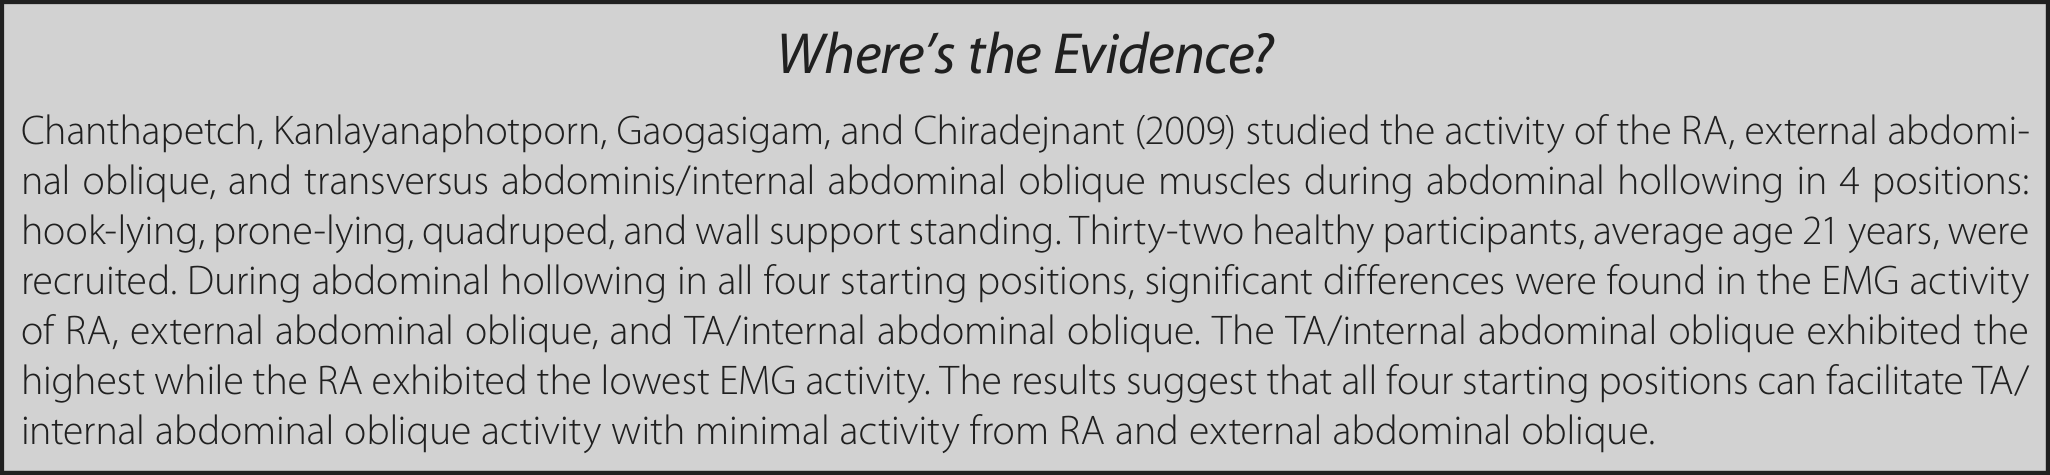 Where’s the Evidence?
Chanthapetch, Kanlayanaphotporn, Gaogasigam, and Chiradejnant (2009) studied the activity of the RA, external abdomi-
nal oblique, and transversus abdominis/internal abdominal oblique muscles during abdominal hollowing in 4 positions:
hook-lying, prone-lying, quadruped, and wall support standing. Thirty-two healthy participants, average age 21 years, were
recruited. During abdominal hollowing in all four starting positions, significant differences were found in the EMG activity
of RA, external abdominal oblique, and TA/internal abdominal oblique. The TA/internal abdominal oblique exhibited the
highest while the RA exhibited the lowest EMG activity. The results suggest that all four starting positions can facilitate TA/
internal abdominal oblique activity with minimal activity from RA and external abdominal oblique.